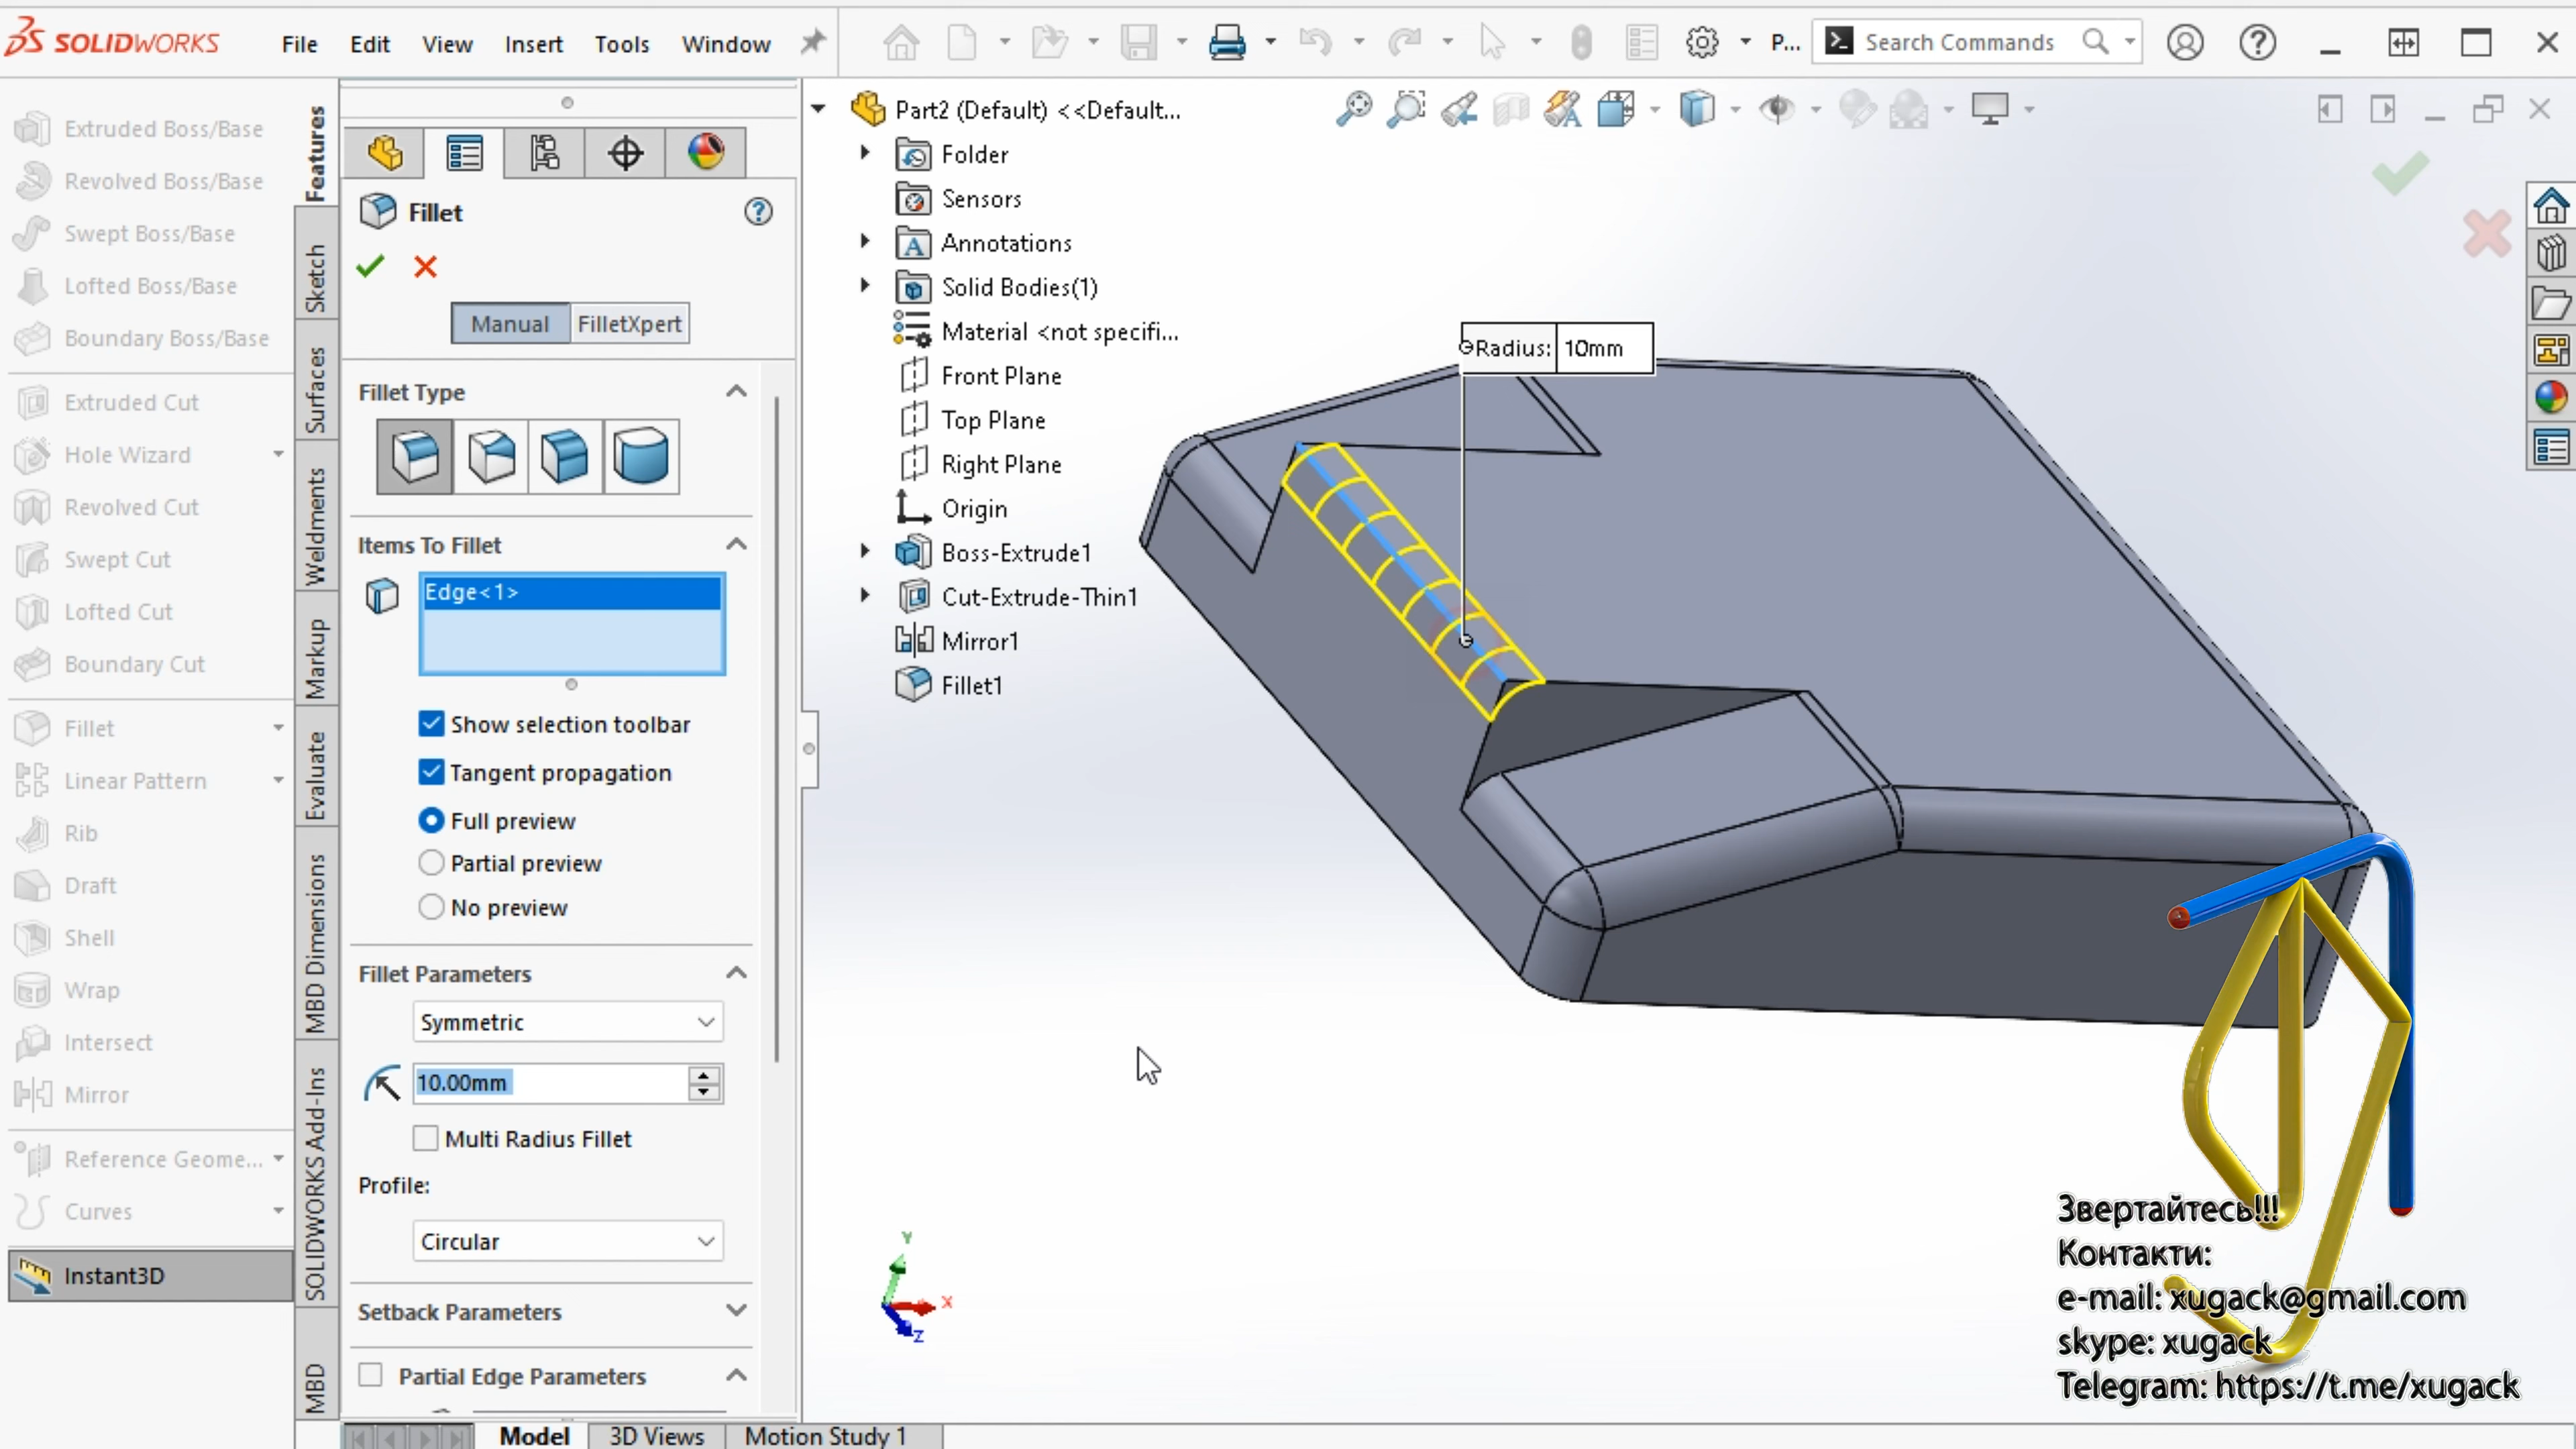 SOLIDWORKS
File Edit View Insert Tools Window
P...
Search Commands
Extruded Boss/Base
Revolved Boss/Base
Swept Boss/Base
Lofted Boss/Base
Boundary Boss/Base
Extruded Cut
Hole Wizard
Revolved Cut
Swept Cut
Lofted Cut
Boundary Cut
Fillet
Linear Pattern
Rib
Draft
Shell
Wrap
Intersect
Mirror
Reference Geome...
Curves
Instant3D
Features
Sketch
Surfaces
Weldments
Markup
Evaluate
MBD Dimensions
SOLIDWORKS Add-Ins
MBD
Fillet
Manual FilletXpert
Fillet Type
Items To Fillet
Edge<1>
Show selection toolbar
Tangent propagation
Full preview
Partial preview
No preview
Fillet Parameters
Symmetric
10.00mm
Multi Radius Fillet
Profile:
Circular
Setback Parameters
Partial Edge Parameters
Part2 (Default) <<Default...
Folder
Sensors
Annotations
Solid Bodies(1)
Material <not specifi...
Front Plane
Top Plane
Right Plane
Origin
Boss-Extrude1
Cut-Extrude-Thin1
Mirror1
Fillet1
Radius: 10mm
Y
X
Z
Звертайтесь!!!
Контакти:
e-mail: xugack@gmail.com
skype: xugack
Telegram: https://t.me/xugack
Model 3D Views Motion Study 1